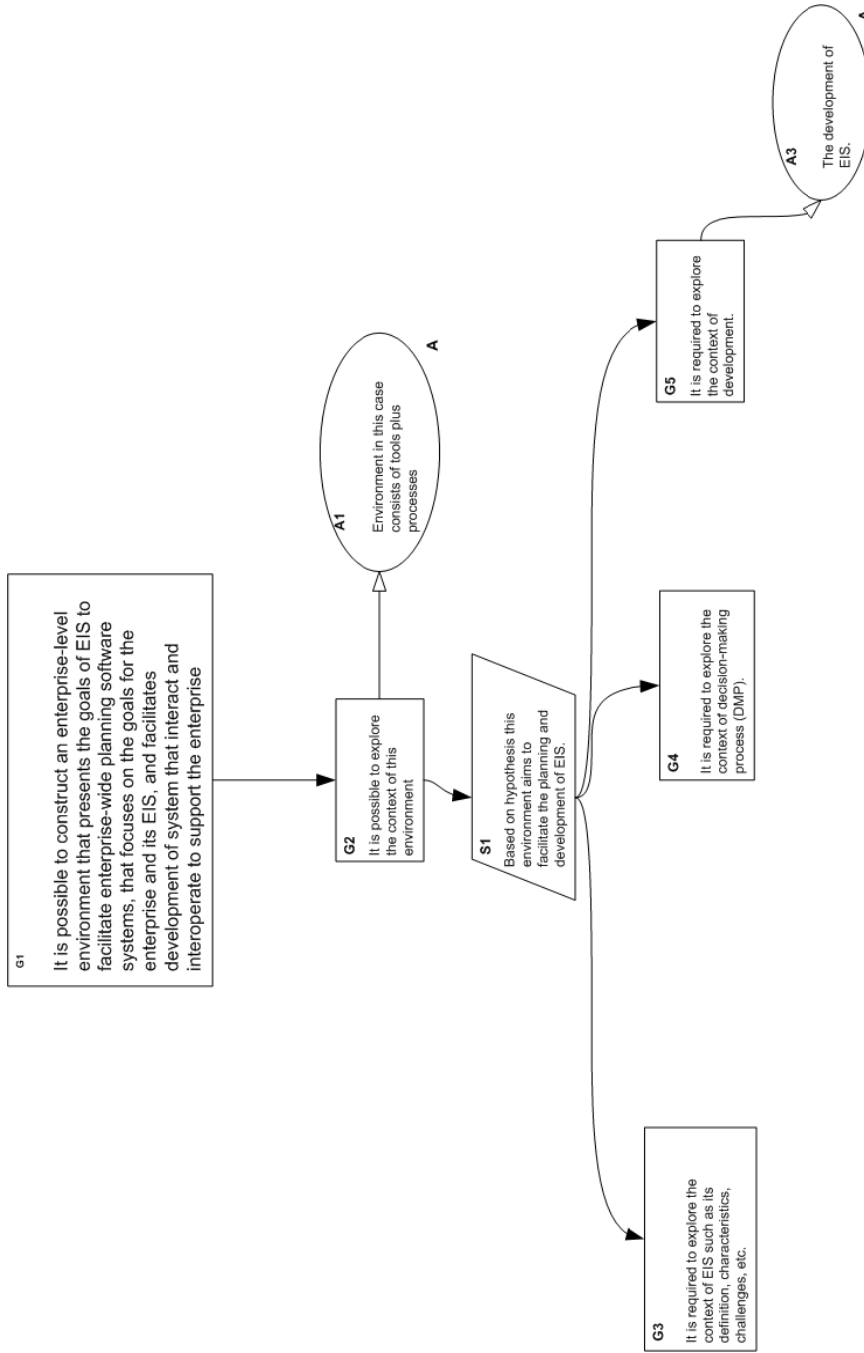 G1
It is possible to construct an enterprise-level
environment that presents the goals of EIS to
facilitate enterprise-wide planning software
systems, that focuses on the goals for the
enterprise and its EIS, and facilitates
development of system that interact and
interoperate to support the enterprise
G2
It is possible to explore
the context of this
environment
A1
Environment in this case
consists of tools plus
processes
A
S1
Based on hypothesis this
environment aims to
facilitate the planning and
development of EIS.
G3
It is required to explore the
context of EIS such as its
definition, characteristics,
challenges, etc.
G4
It is required to explore the
context of decision-making
process (DMP).
G5
It is required to explore
the context of
development.
A3
The development of
EIS.
A